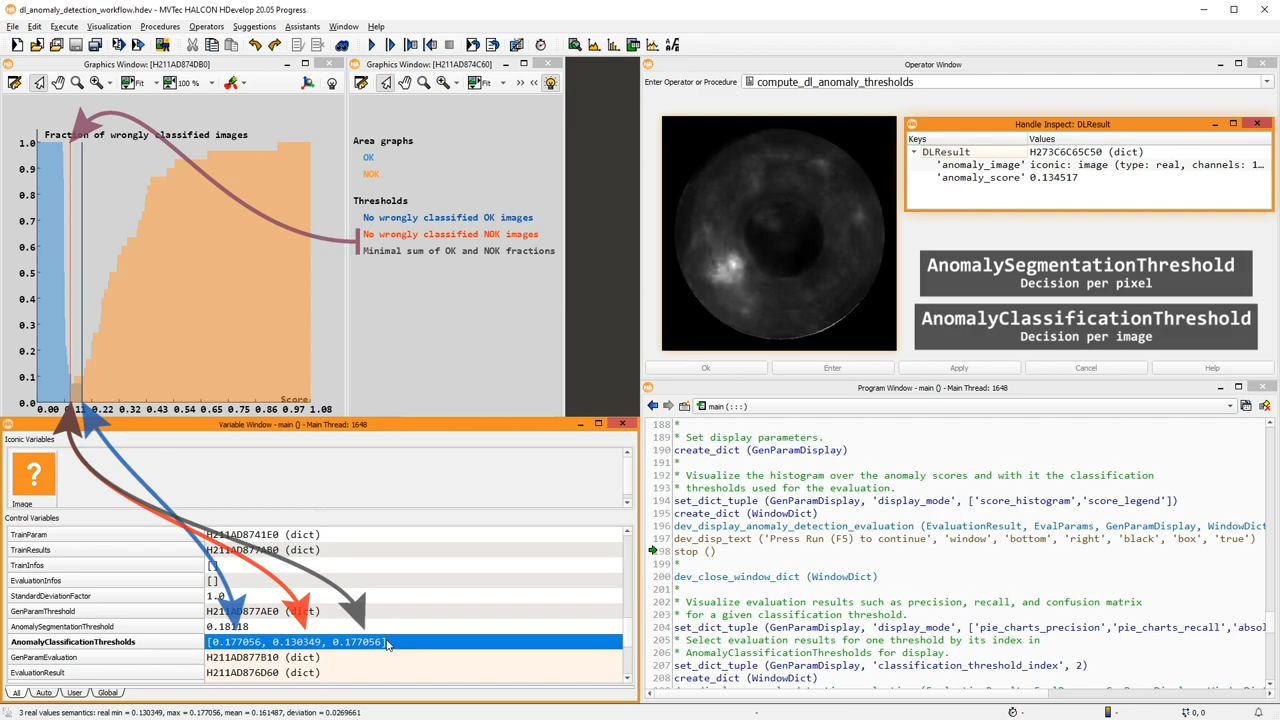 dl_anomaly_detection_workflow.hdev - MVTec HALCON HDevelop 20.05 Progress
File Edit Execute Visualization Procedures Operators Suggestions Assistants Window Help
Graphics Window: [H211AD874DB0]
Fit 100 %
Fraction of wrongly classified images
1.0
0.9
0.8
0.7
0.6
0.5
0.4
0.3
0.2
0.1
0.0
Score
0.00 0.11 0.22 0.32 0.43 0.54 0.65 0.76 0.86 0.97 1.08
Graphics Window: [H211AD874C60]
Fit
Area graphs
OK
NOK
Thresholds
No wrongly classified OK images
No wrongly classified NOK images
Minimal sum of OK and NOK fractions
Operator Window
Enter Operator or Procedure compute_dl_anomaly_thresholds
Handle Inspect: DLResult
Keys Values
DLResult H273C6C65C50 (dict)
'anomaly_image' iconic: image (type: real, channels: 1...
'anomaly_score' 0.134517
AnomalySegmentationThreshold
Decision per pixel
AnomalyClassificationThreshold
Decision per image
Ok Enter Apply Cancel Help
Variable Window - main () - Main Thread: 1648
Iconic Variables
?
Image
Control Variables
TrainParam H211AD8741E0 (dict)
TrainResults H211AD877AB0 (dict)
TrainInfos []
EvaluationInfos []
StandardDeviationFactor 1.0
GenParamThreshold H211AD877AE0 (dict)
AnomalySegmentationThreshold 0.18118
AnomalyClassificationThresholds [0.177056, 0.130349, 0.177056]
GenParamEvaluation H211AD877B10 (dict)
EvaluationResult H211AD876D60 (dict)
All Auto User Global
Program Window - main () - Main Thread: 1648
main ( : : : )
188 *
189 * Set display parameters.
190 create_dict (GenParamDisplay)
191 *
192 * Visualize the histogram over the anomaly scores and with it the classification
193 * thresholds used for the evaluation.
194 set_dict_tuple (GenParamDisplay, 'display_mode', ['score_histogram','score_legend'])
195 create_dict (WindowDict)
196 dev_display_anomaly_detection_evaluation (EvaluationResult, EvalParams, GenParamDisplay, WindowDict
197 dev_disp_text ('Press Run (F5) to continue', 'window', 'bottom', 'right', 'black', 'box', 'true')
198 stop ()
199 *
200 dev_close_window_dict (WindowDict)
201 *
202 * Visualize evaluation results such as precision, recall, and confusion matrix
203 * for a given classification threshold.
204 set_dict_tuple (GenParamDisplay, 'display_mode', ['pie_charts_precision','pie_charts_recall','absol
205 * Select evaluation results for one threshold by its index in
206 * AnomalyClassificationThresholds for display.
207 set_dict_tuple (GenParamDisplay, 'classification_threshold_index', 2)
208 create_dict (WindowDict)
3 real values semantics: real min = 0.130349, max = 0.177056, mean = 0.161487, deviation = 0.0269661
-
-
0, 0